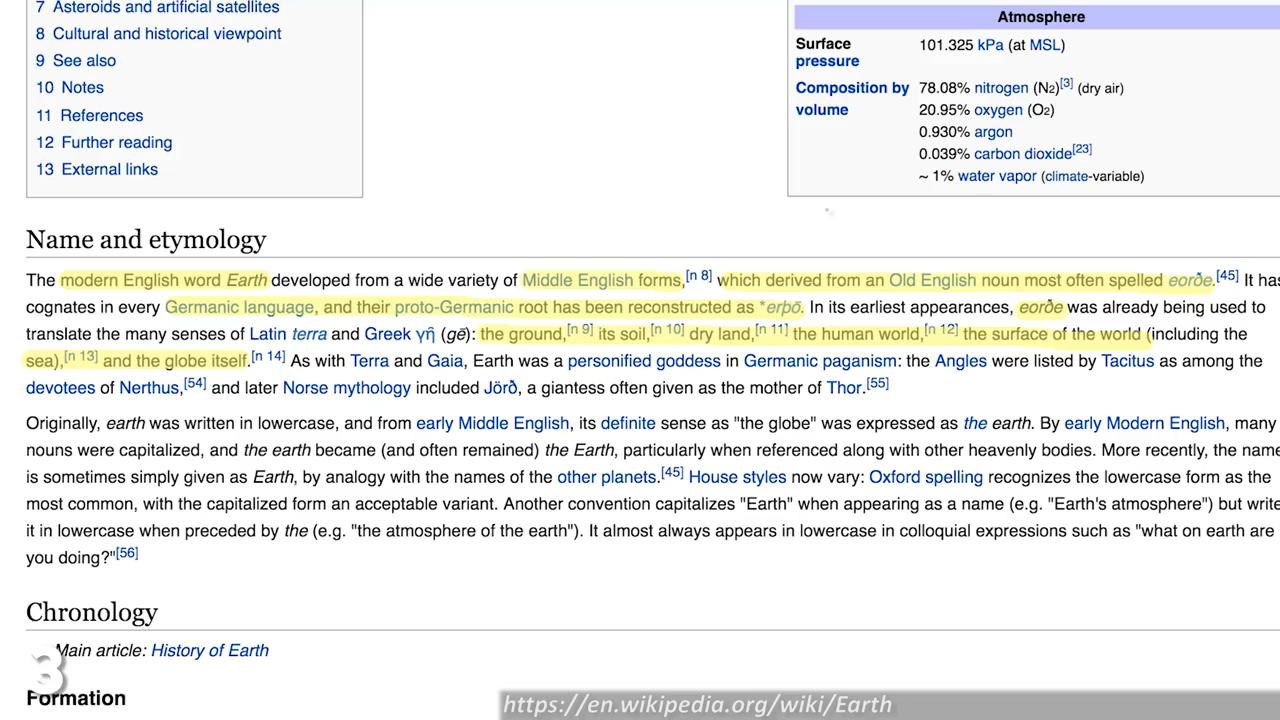 7 Asteroids and artificial satellites
8 Cultural and historical viewpoint
9 See also
10 Notes
11 References
12 Further reading
13 External links
Atmosphere
Surface pressure 101.325 kPa (at MSL)
Composition by volume 78.08% nitrogen (N2)[3] (dry air)
20.95% oxygen (O2)
0.930% argon
0.039% carbon dioxide[23]
~ 1% water vapor (climate-variable)
Name and etymology
The modern English word Earth developed from a wide variety of Middle English forms,[n 8] which derived from an Old English noun most often spelled eorðe.[45] It has
cognates in every Germanic language, and their proto-Germanic root has been reconstructed as *erþō. In its earliest appearances, eorðe was already being used to
translate the many senses of Latin terra and Greek γῆ (gē): the ground,[n 9] its soil,[n 10] dry land,[n 11] the human world,[n 12] the surface of the world (including the
sea),[n 13] and the globe itself.[n 14] As with Terra and Gaia, Earth was a personified goddess in Germanic paganism: the Angles were listed by Tacitus as among the
devotees of Nerthus,[54] and later Norse mythology included Jörð, a giantess often given as the mother of Thor.[55]
Originally, earth was written in lowercase, and from early Middle English, its definite sense as "the globe" was expressed as the earth. By early Modern English, many
nouns were capitalized, and the earth became (and often remained) the Earth, particularly when referenced along with other heavenly bodies. More recently, the name
is sometimes simply given as Earth, by analogy with the names of the other planets.[45] House styles now vary: Oxford spelling recognizes the lowercase form as the
most common, with the capitalized form an acceptable variant. Another convention capitalizes "Earth" when appearing as a name (e.g. "Earth's atmosphere") but write
it in lowercase when preceded by the (e.g. "the atmosphere of the earth"). It almost always appears in lowercase in colloquial expressions such as "what on earth are
you doing?"[56]
Chronology
Main article: History of Earth
3
Formation
https://en.wikipedia.org/wiki/Earth